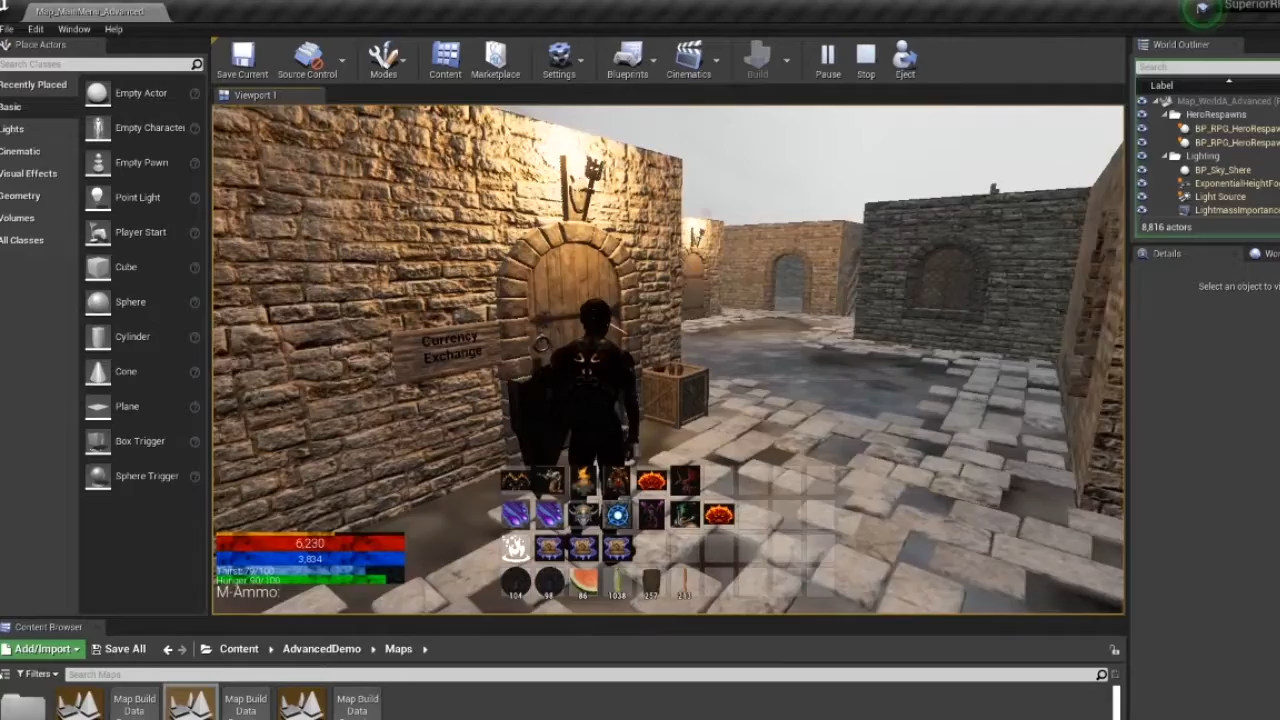 Map_MainMenu_Advanced
SuperiorRP
File Edit Window Help
Place Actors
Search Classes
Recently Placed
Basic
Lights
Cinematic
Visual Effects
Geometry
Volumes
All Classes
Empty Actor
Empty Character
Empty Pawn
Point Light
Player Start
Cube
Sphere
Cylinder
Cone
Plane
Box Trigger
Sphere Trigger
Save Current Source Control Modes Content Marketplace Settings Blueprints Cinematics Build Pause Stop Eject
Viewport 1
Currency
Exchange
6,230
3,834
Thirst 79/100
Hunger 90/100
M-Ammo:
104 98 86 1038 257 213
World Outliner
Search
Label
Map_WorldA_Advanced
HeroRespawns
BP_RPG_HeroRespaw
BP_RPG_HeroRespaw
Lighting
BP_Sky_Shere
ExponentialHeightFo
Light Source
LightmassImportanc
8,816 actors
Details Wo
Select an object to vi
Content Browser
Add/Import Save All Content AdvancedDemo Maps
Filters Search Maps
Map Build
Data
Map Build
Data
Map Build
Data